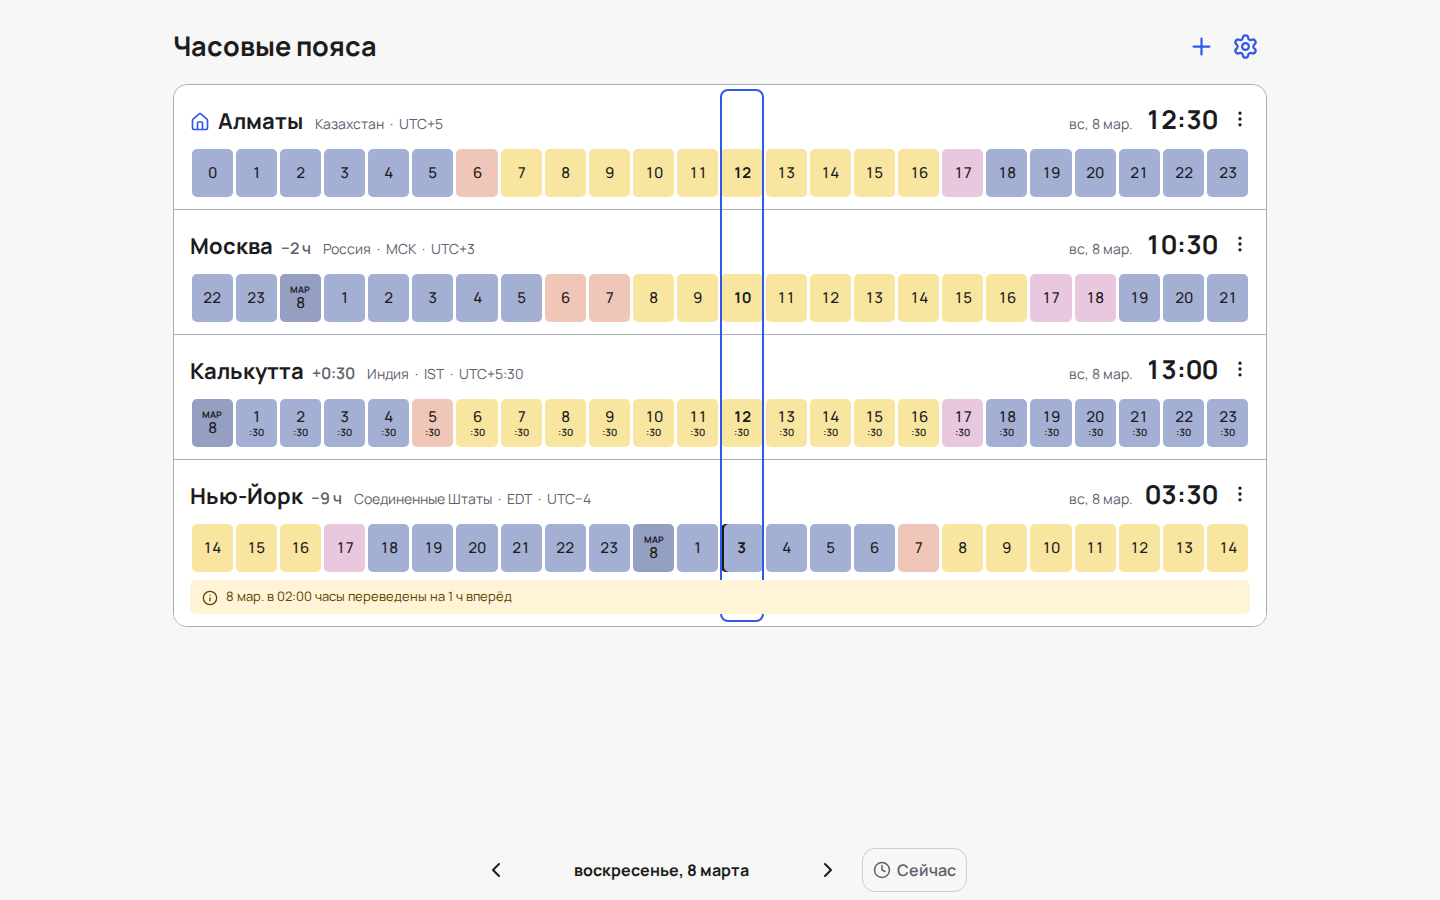 Часовые пояса
Алматы Казахстан · UTC+5 вс, 8 мар. 12:30
0 1 2 3 4 5 6 7 8 9 10 11 12 13 14 15 16 17 18 19 20 21 22 23
Москва −2 ч Россия · МСК · UTC+3 вс, 8 мар. 10:30
22 23 МАР 8 1 2 3 4 5 6 7 8 9 10 11 12 13 14 15 16 17 18 19 20 21
Калькутта +0:30 Индия · IST · UTC+5:30 вс, 8 мар. 13:00
МАР 8 1:30 2:30 3:30 4:30 5:30 6:30 7:30 8:30 9:30 10:30 11:30 12:30 13:30 14:30 15:30 16:30 17:30 18:30 19:30 20:30 21:30 22:30 23:30
Нью-Йорк −9 ч Соединенные Штаты · EDT · UTC−4 вс, 8 мар. 03:30
14 15 16 17 18 19 20 21 22 23 МАР 8 1 3 4 5 6 7 8 9 10 11 12 13 14
8 мар. в 02:00 часы переведены на 1 ч вперёд
воскресенье, 8 марта Сейчас